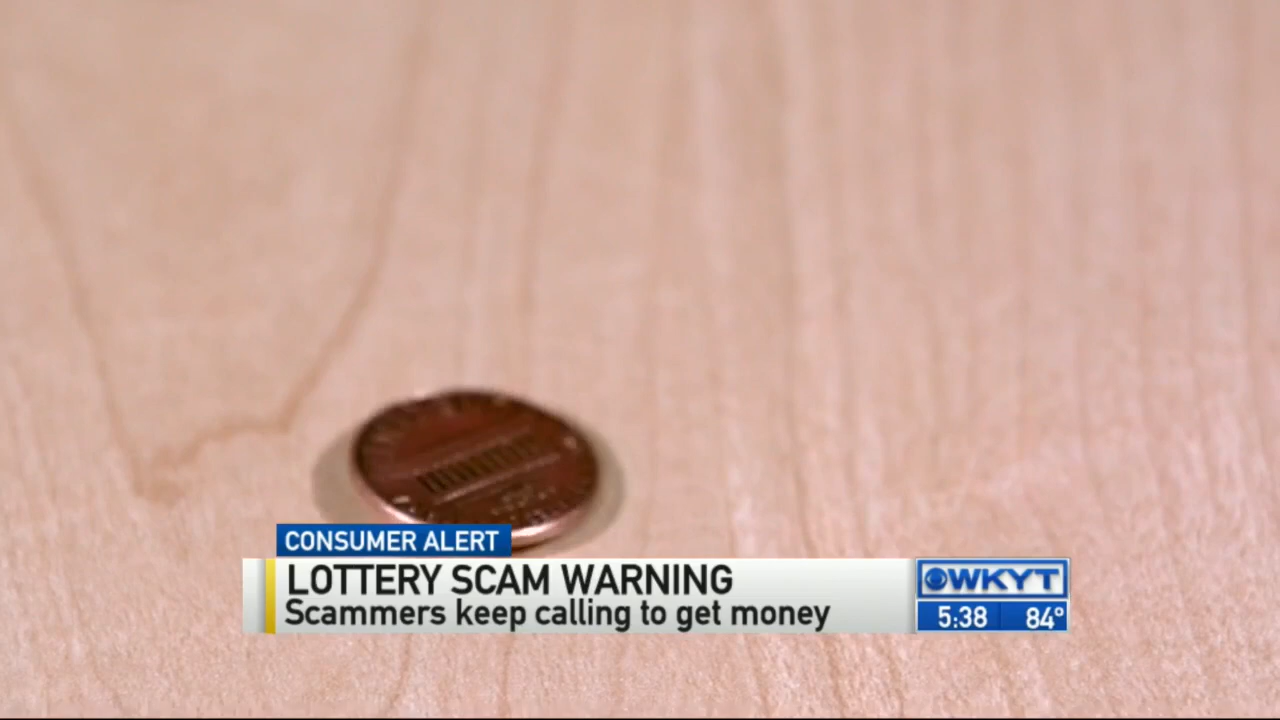 CONSUMER ALERT
LOTTERY SCAM WARNING
Scammers keep calling to get money
WKYT
5:38 84°